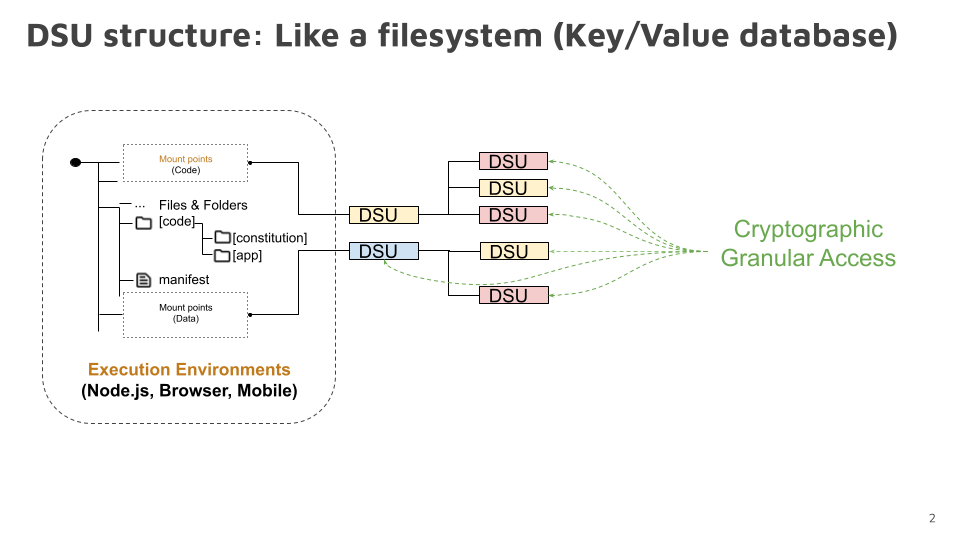 DSU structure: Like a filesystem (Key/Value database)
Mount points
(Code)
... Files & Folders
[code]
[constitution]
[app]
manifest
Mount points
(Data)
Execution Environments
(Node.js, Browser, Mobile)
DSU
DSU
DSU
DSU
DSU
DSU
DSU
Cryptographic
Granular Access
2